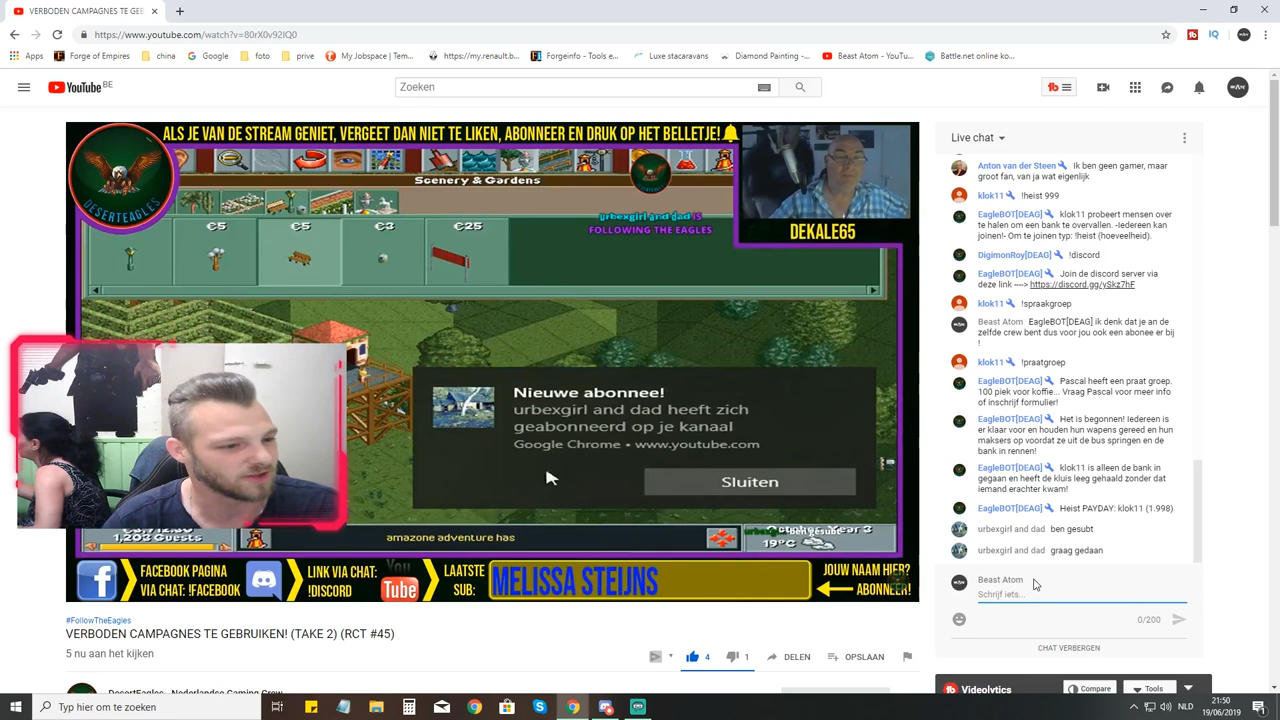 VERBODEN CAMPAGNES TE GEB
https://www.youtube.com/watch?v=80rX0v92IQ0
Apps
Forge of Empires
china
Google
foto
prive
My Jobspace | Tem...
https://my.renault.b...
Forgeinfo - Tools e...
Luxe stacaravans
Diamond Painting -...
Beast Atom - YouTu...
Battle.net online ko...
YouTube BE
Zoeken
ALS JE VAN DE STREAM GENIET, VERGEET DAN NIET TE LIKEN, ABONNEER EN DRUK OP HET BELLETJE!
DESERTEAGLES
Scenery & Gardens
€5
€5
€3
€25
urbexgirl and dad IS
FOLLOWING THE EAGLES
DEKALE65
Nieuwe abonnee!
urbexgirl and dad heeft zich
geabonneerd op je kanaal
Google Chrome • www.youtube.com
Sluiten
1,203 Guests
amazone adventure has
October, Year 3
19°C
FACEBOOK PAGINA
VIA CHAT: !FACEBOOK
LINK VIA CHAT:
!DISCORD
You
Tube
LAATSTE
SUB:
MELISSA STEIJNS
JOUW NAAM HIER?
ABONNEER!
#FollowTheEagles
VERBODEN CAMPAGNES TE GEBRUIKEN! (TAKE 2) (RCT #45)
5 nu aan het kijken
4
1
DELEN
OPSLAAN
DesertEagles - Nederlandse Gaming Crew
Live chat
Anton van der Steen Ik ben geen gamer, maar
groot fan, van ja wat eigenlijk
klok11 !heist 999
EagleBOT[DEAG] klok11 probeert mensen over
te halen om een bank te overvallen. -Iedereen kan
joinen!- Om te joinen typ: !heist (hoeveelheid).
DigimonRoy[DEAG] !discord
EagleBOT[DEAG] Join de discord server via
deze link ----> https://discord.gg/ySkz7hF
klok11 !spraakgroep
Beast Atom EagleBOT[DEAG] ik denk dat je an de
zelfde crew bent dus voor jou ook een abonee er bij
!
klok11 !praatgroep
EagleBOT[DEAG] Pascal heeft een praat groep.
100 piek voor koffie... Vraag Pascal voor meer info
of inschrijf formulier!
EagleBOT[DEAG] Het is begonnen! Iedereen is
er klaar voor en houden hun wapens gereed en hun
maksers op voordat ze uit de bus springen en de
bank in rennen!
EagleBOT[DEAG] klok11 is alleen de bank in
gegaan en heeft de kluis leeg gehaald zonder dat
iemand erachter kwam!
EagleBOT[DEAG] Heist PAYDAY: klok11 (1.998)
urbexgirl and dad ben gesubt
urbexgirl and dad graag gedaan
Beast Atom
Schrijf iets...
0/200
CHAT VERBERGEN
Videolytics
Compare
Tools
Typ hier om te zoeken
NLD
21:50
19/06/2019